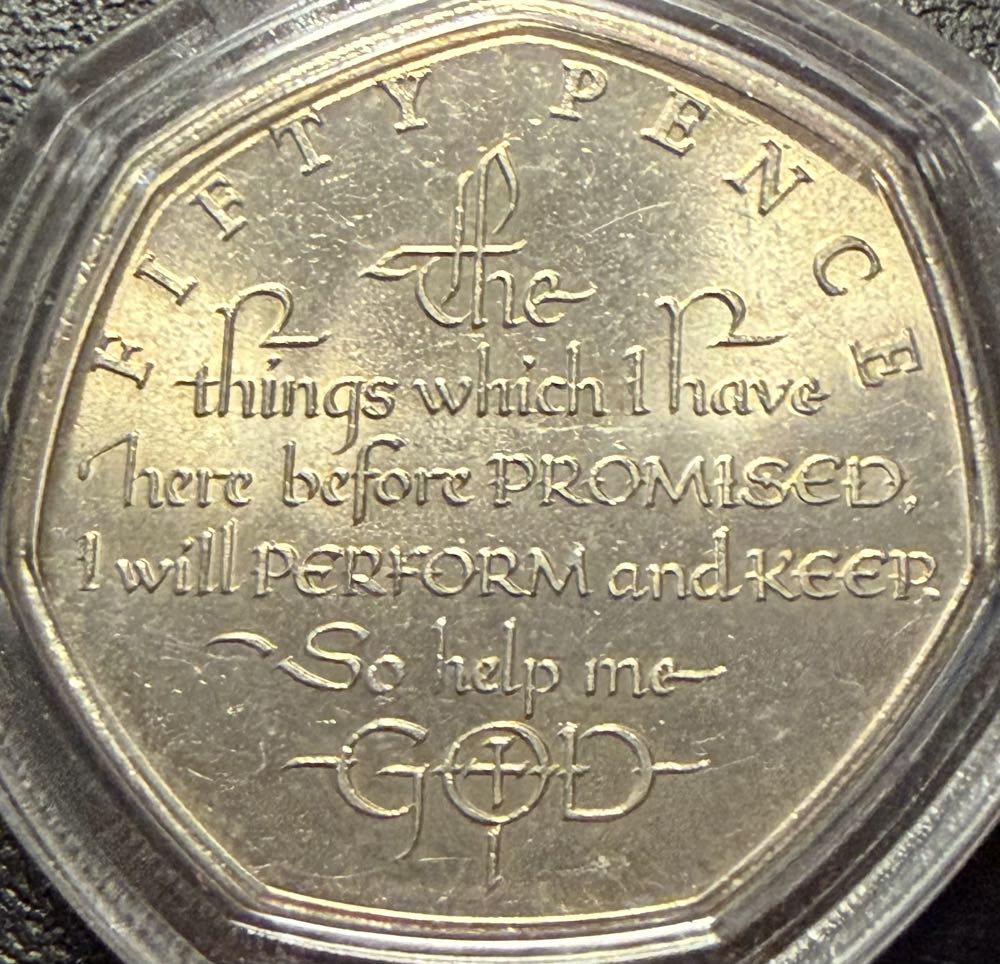 FIFTY PENCE
the
things which I have
here before PROMISED,
I will PERFORM and KEEP.
So help me
GOD